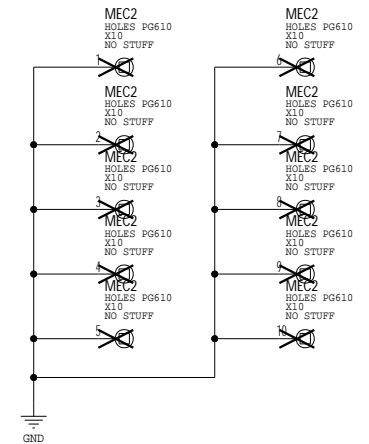 MEC2
HOLES PG610
X10
NO STUFF
1
MEC2
HOLES PG610
X10
NO STUFF
2
MEC2
HOLES PG610
X10
NO STUFF
3
MEC2
HOLES PG610
X10
NO STUFF
4
MEC2
HOLES PG610
X10
NO STUFF
5
MEC2
HOLES PG610
X10
NO STUFF
6
MEC2
HOLES PG610
X10
NO STUFF
7
MEC2
HOLES PG610
X10
NO STUFF
8
MEC2
HOLES PG610
X10
NO STUFF
9
MEC2
HOLES PG610
X10
NO STUFF
10
GND